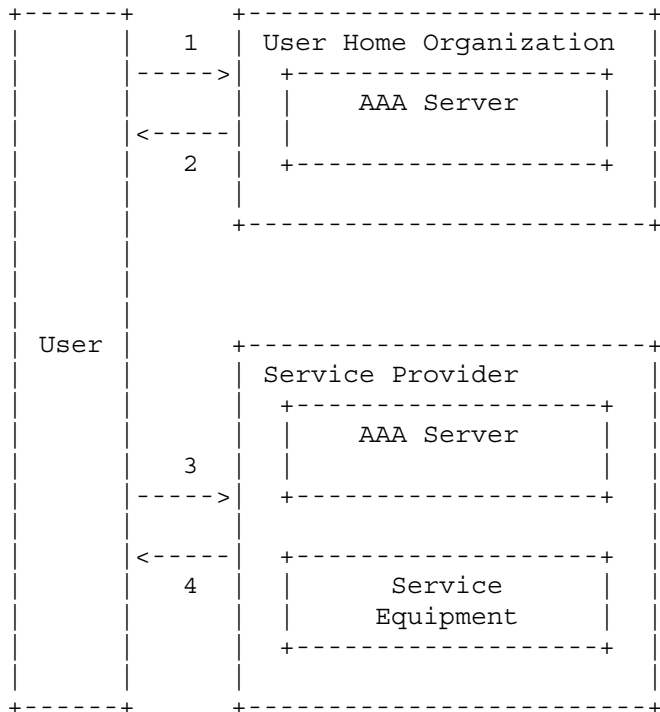 1
User Home Organization
AAA Server
2
User
Service Provider
AAA Server
3
4
Service
Equipment